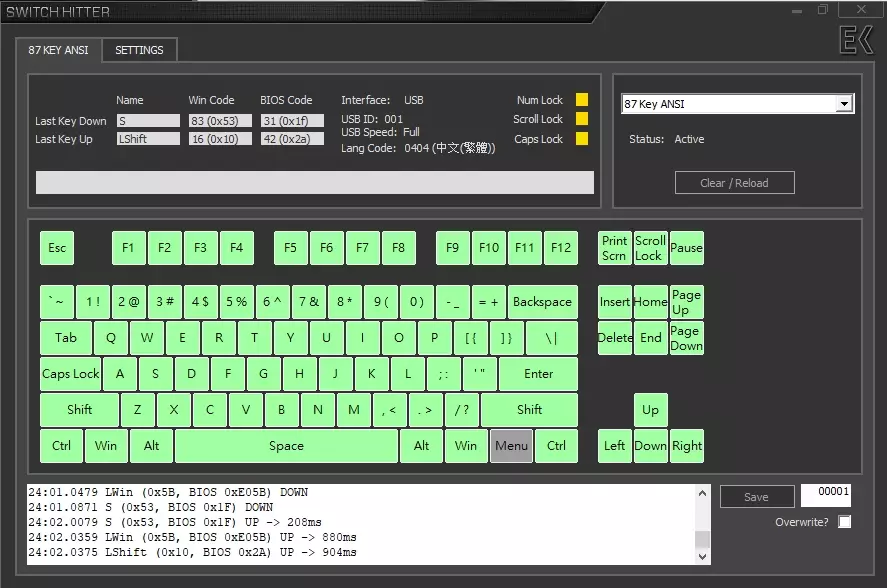 SWITCH HITTER
EK
87 KEY ANSI SETTINGS
Name Win Code BIOS Code Interface: USB Num Lock
Last Key Down S 83 (0x53) 31 (0x1f) USB ID: 001 Scroll Lock
Last Key Up LShift 16 (0x10) 42 (0x2a) USB Speed: Full Caps Lock
Lang Code: 0404 (中文(繁體))
87 Key ANSI
Status: Active
Clear / Reload
Esc F1 F2 F3 F4 F5 F6 F7 F8 F9 F10 F11 F12 Print Scrn Scroll Lock Pause
` ~ 1 ! 2 @ 3 # 4 $ 5 % 6 ^ 7 & 8 * 9 ( 0 ) - _ = + Backspace Insert Home Page Up
Tab Q W E R T Y U I O P [ { ] } \ | Delete End Page Down
Caps Lock A S D F G H J K L ; : ' " Enter
Shift Z X C V B N M , < . > / ? Shift Up
Ctrl Win Alt Space Alt Win Menu Ctrl Left Down Right
24:01.0479 LWin (0x5B, BIOS 0xE05B) DOWN
24:01.0871 S (0x53, BIOS 0x1F) DOWN
24:02.0079 S (0x53, BIOS 0x1F) UP -> 208ms
24:02.0359 LWin (0x5B, BIOS 0xE05B) UP -> 880ms
24:02.0375 LShift (0x10, BIOS 0x2A) UP -> 904ms
Save 00001
Overwrite?